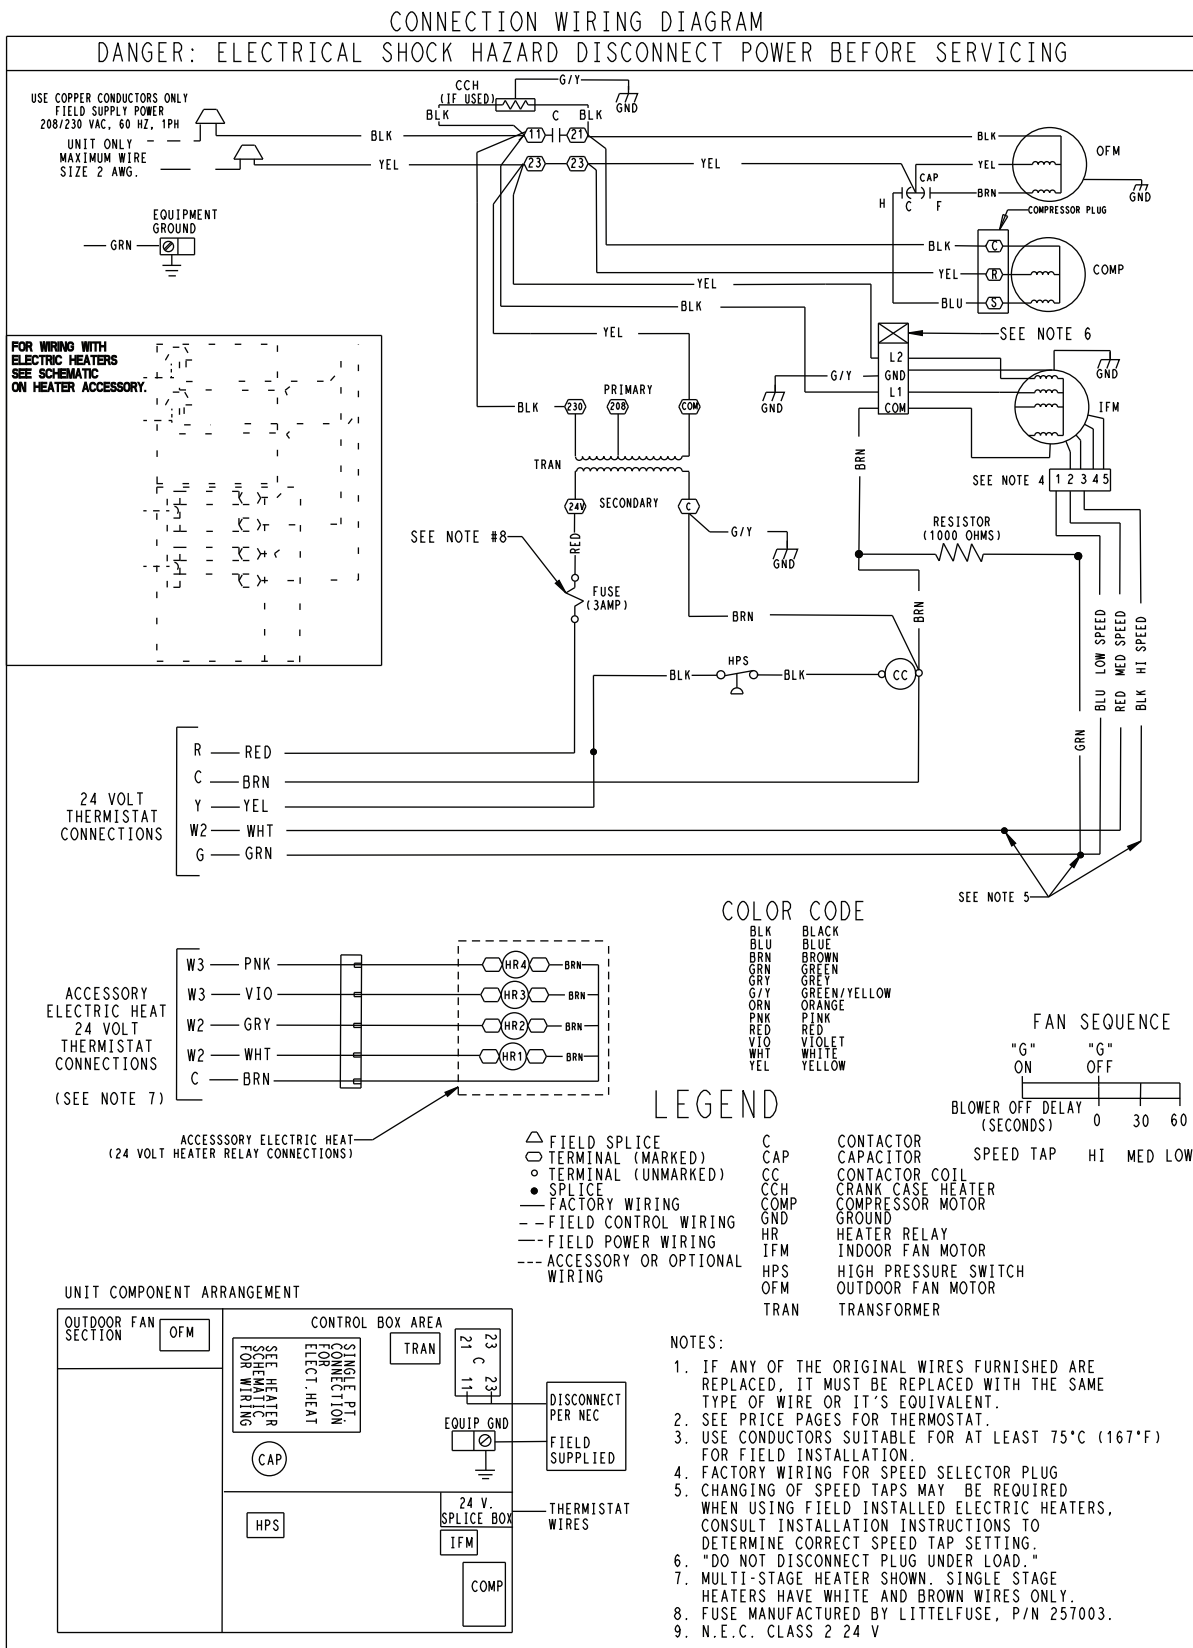 CONNECTION WIRING DIAGRAM
DANGER: ELECTRICAL SHOCK HAZARD DISCONNECT POWER BEFORE SERVICING
USE COPPER CONDUCTORS ONLY
FIELD SUPPLY POWER
208/230 VAC, 60 HZ, 1PH
UNIT ONLY
MAXIMUM WIRE
SIZE 2 AWG.
BLK
YEL
CCH
(IF USED)
G/Y
GND
BLK
C
BLK
11
21
23
23
YEL
BLK
YEL
CAP
BRN
H
C
F
OFM
GND
COMPRESSOR PLUG
BLK
C
YEL
R
BLU
S
COMP
EQUIPMENT
GROUND
GRN
YEL
BLK
YEL
SEE NOTE 6
FOR WIRING WITH
ELECTRIC HEATERS
SEE SCHEMATIC
ON HEATER ACCESSORY.
L2
GND
L1
COM
G/Y
GND
GND
IFM
PRIMARY
BLK
230
208
COM
TRAN
24V
SECONDARY
C
BRN
SEE NOTE 4
1 2 3 4 5
SEE NOTE #8
RED
G/Y
GND
RESISTOR
(1000 OHMS)
FUSE
(3AMP)
BRN
BRN
BLK
HPS
BLK
CC
BLU LOW SPEED
RED MED SPEED
BLK HI SPEED
GRN
24 VOLT
THERMISTAT
CONNECTIONS
R
RED
C
BRN
Y
YEL
W2
WHT
G
GRN
SEE NOTE 5
COLOR CODE
BLK BLACK
BLU BLUE
BRN BROWN
GRN GREEN
GRY GREY
G/Y GREEN/YELLOW
ORN ORANGE
PNK PINK
RED RED
VIO VIOLET
WHT WHITE
YEL YELLOW
ACCESSORY
ELECTRIC HEAT
24 VOLT
THERMISTAT
CONNECTIONS
(SEE NOTE 7)
W3
PNK
HR4
BRN
W3
VIO
HR3
BRN
W2
GRY
HR2
BRN
W2
WHT
HR1
BRN
C
BRN
ACCESSSORY ELECTRIC HEAT
(24 VOLT HEATER RELAY CONNECTIONS)
FAN SEQUENCE
"G" "G"
ON OFF
BLOWER OFF DELAY
(SECONDS)
0 30 60
SPEED TAP HI MED LOW
LEGEND
FIELD SPLICE
TERMINAL (MARKED)
TERMINAL (UNMARKED)
SPLICE
FACTORY WIRING
FIELD CONTROL WIRING
FIELD POWER WIRING
ACCESSORY OR OPTIONAL
WIRING
C CONTACTOR
CAP CAPACITOR
CC CONTACTOR COIL
CCH CRANK CASE HEATER
COMP COMPRESSOR MOTOR
GND GROUND
HR HEATER RELAY
IFM INDOOR FAN MOTOR
HPS HIGH PRESSURE SWITCH
OFM OUTDOOR FAN MOTOR
TRAN TRANSFORMER
UNIT COMPONENT ARRANGEMENT
OUTDOOR FAN
SECTION
OFM
CONTROL BOX AREA
SINGLE PT.
CONNECTION
FOR
ELECT.HEAT
SEE HEATER
SCHEMATIC
FOR WIRING
TRAN
23
21
C
23
11
CAP
EQUIP GND
DISCONNECT
PER NEC
FIELD
SUPPLIED
HPS
24 V.
SPLICE BOX
THERMISTAT
WIRES
IFM
COMP
NOTES:
1. IF ANY OF THE ORIGINAL WIRES FURNISHED ARE
REPLACED, IT MUST BE REPLACED WITH THE SAME
TYPE OF WIRE OR IT'S EQUIVALENT.
2. SEE PRICE PAGES FOR THERMOSTAT.
3. USE CONDUCTORS SUITABLE FOR AT LEAST 75°C (167°F)
FOR FIELD INSTALLATION.
4. FACTORY WIRING FOR SPEED SELECTOR PLUG
5. CHANGING OF SPEED TAPS MAY BE REQUIRED
WHEN USING FIELD INSTALLED ELECTRIC HEATERS,
CONSULT INSTALLATION INSTRUCTIONS TO
DETERMINE CORRECT SPEED TAP SETTING.
6. "DO NOT DISCONNECT PLUG UNDER LOAD."
7. MULTI-STAGE HEATER SHOWN. SINGLE STAGE
HEATERS HAVE WHITE AND BROWN WIRES ONLY.
8. FUSE MANUFACTURED BY LITTELFUSE, P/N 257003.
9. N.E.C. CLASS 2 24 V